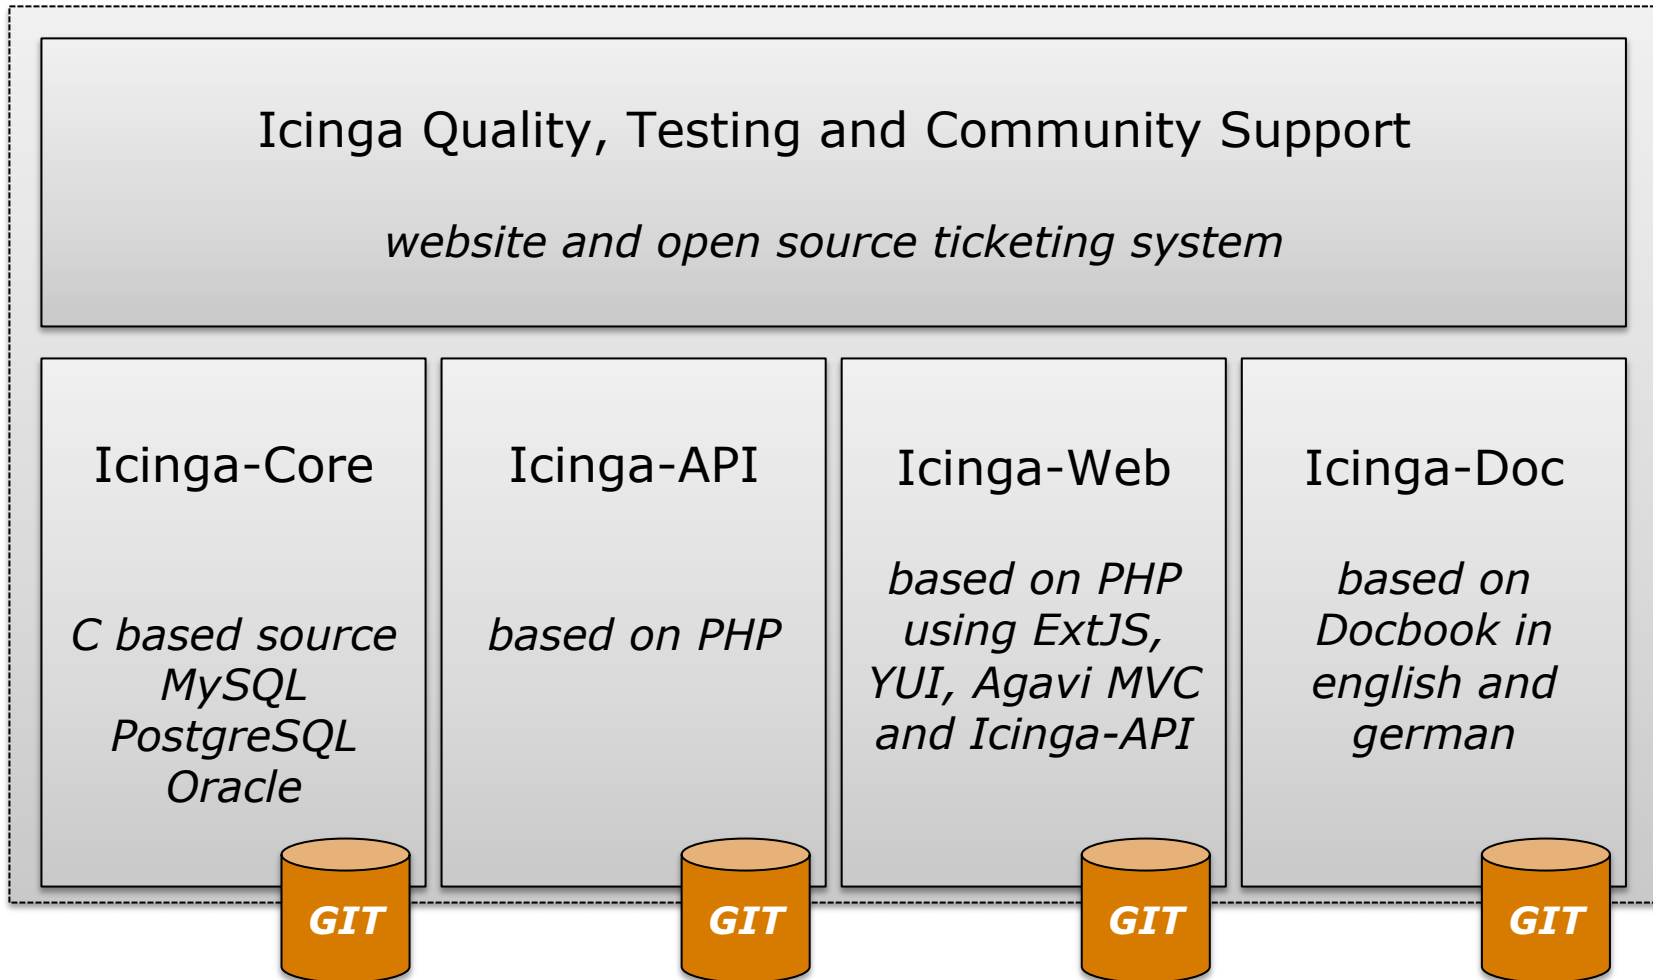 Icinga Quality, Testing and Community Support
website and open source ticketing system
Icinga-Core
C based source
MySQL
PostgreSQL
Oracle
GIT
Icinga-API
based on PHP
GIT
Icinga-Web
based on PHP
using ExtJS,
YUI, Agavi MVC
and Icinga-API
GIT
Icinga-Doc
based on
Docbook in
english and
german
GIT